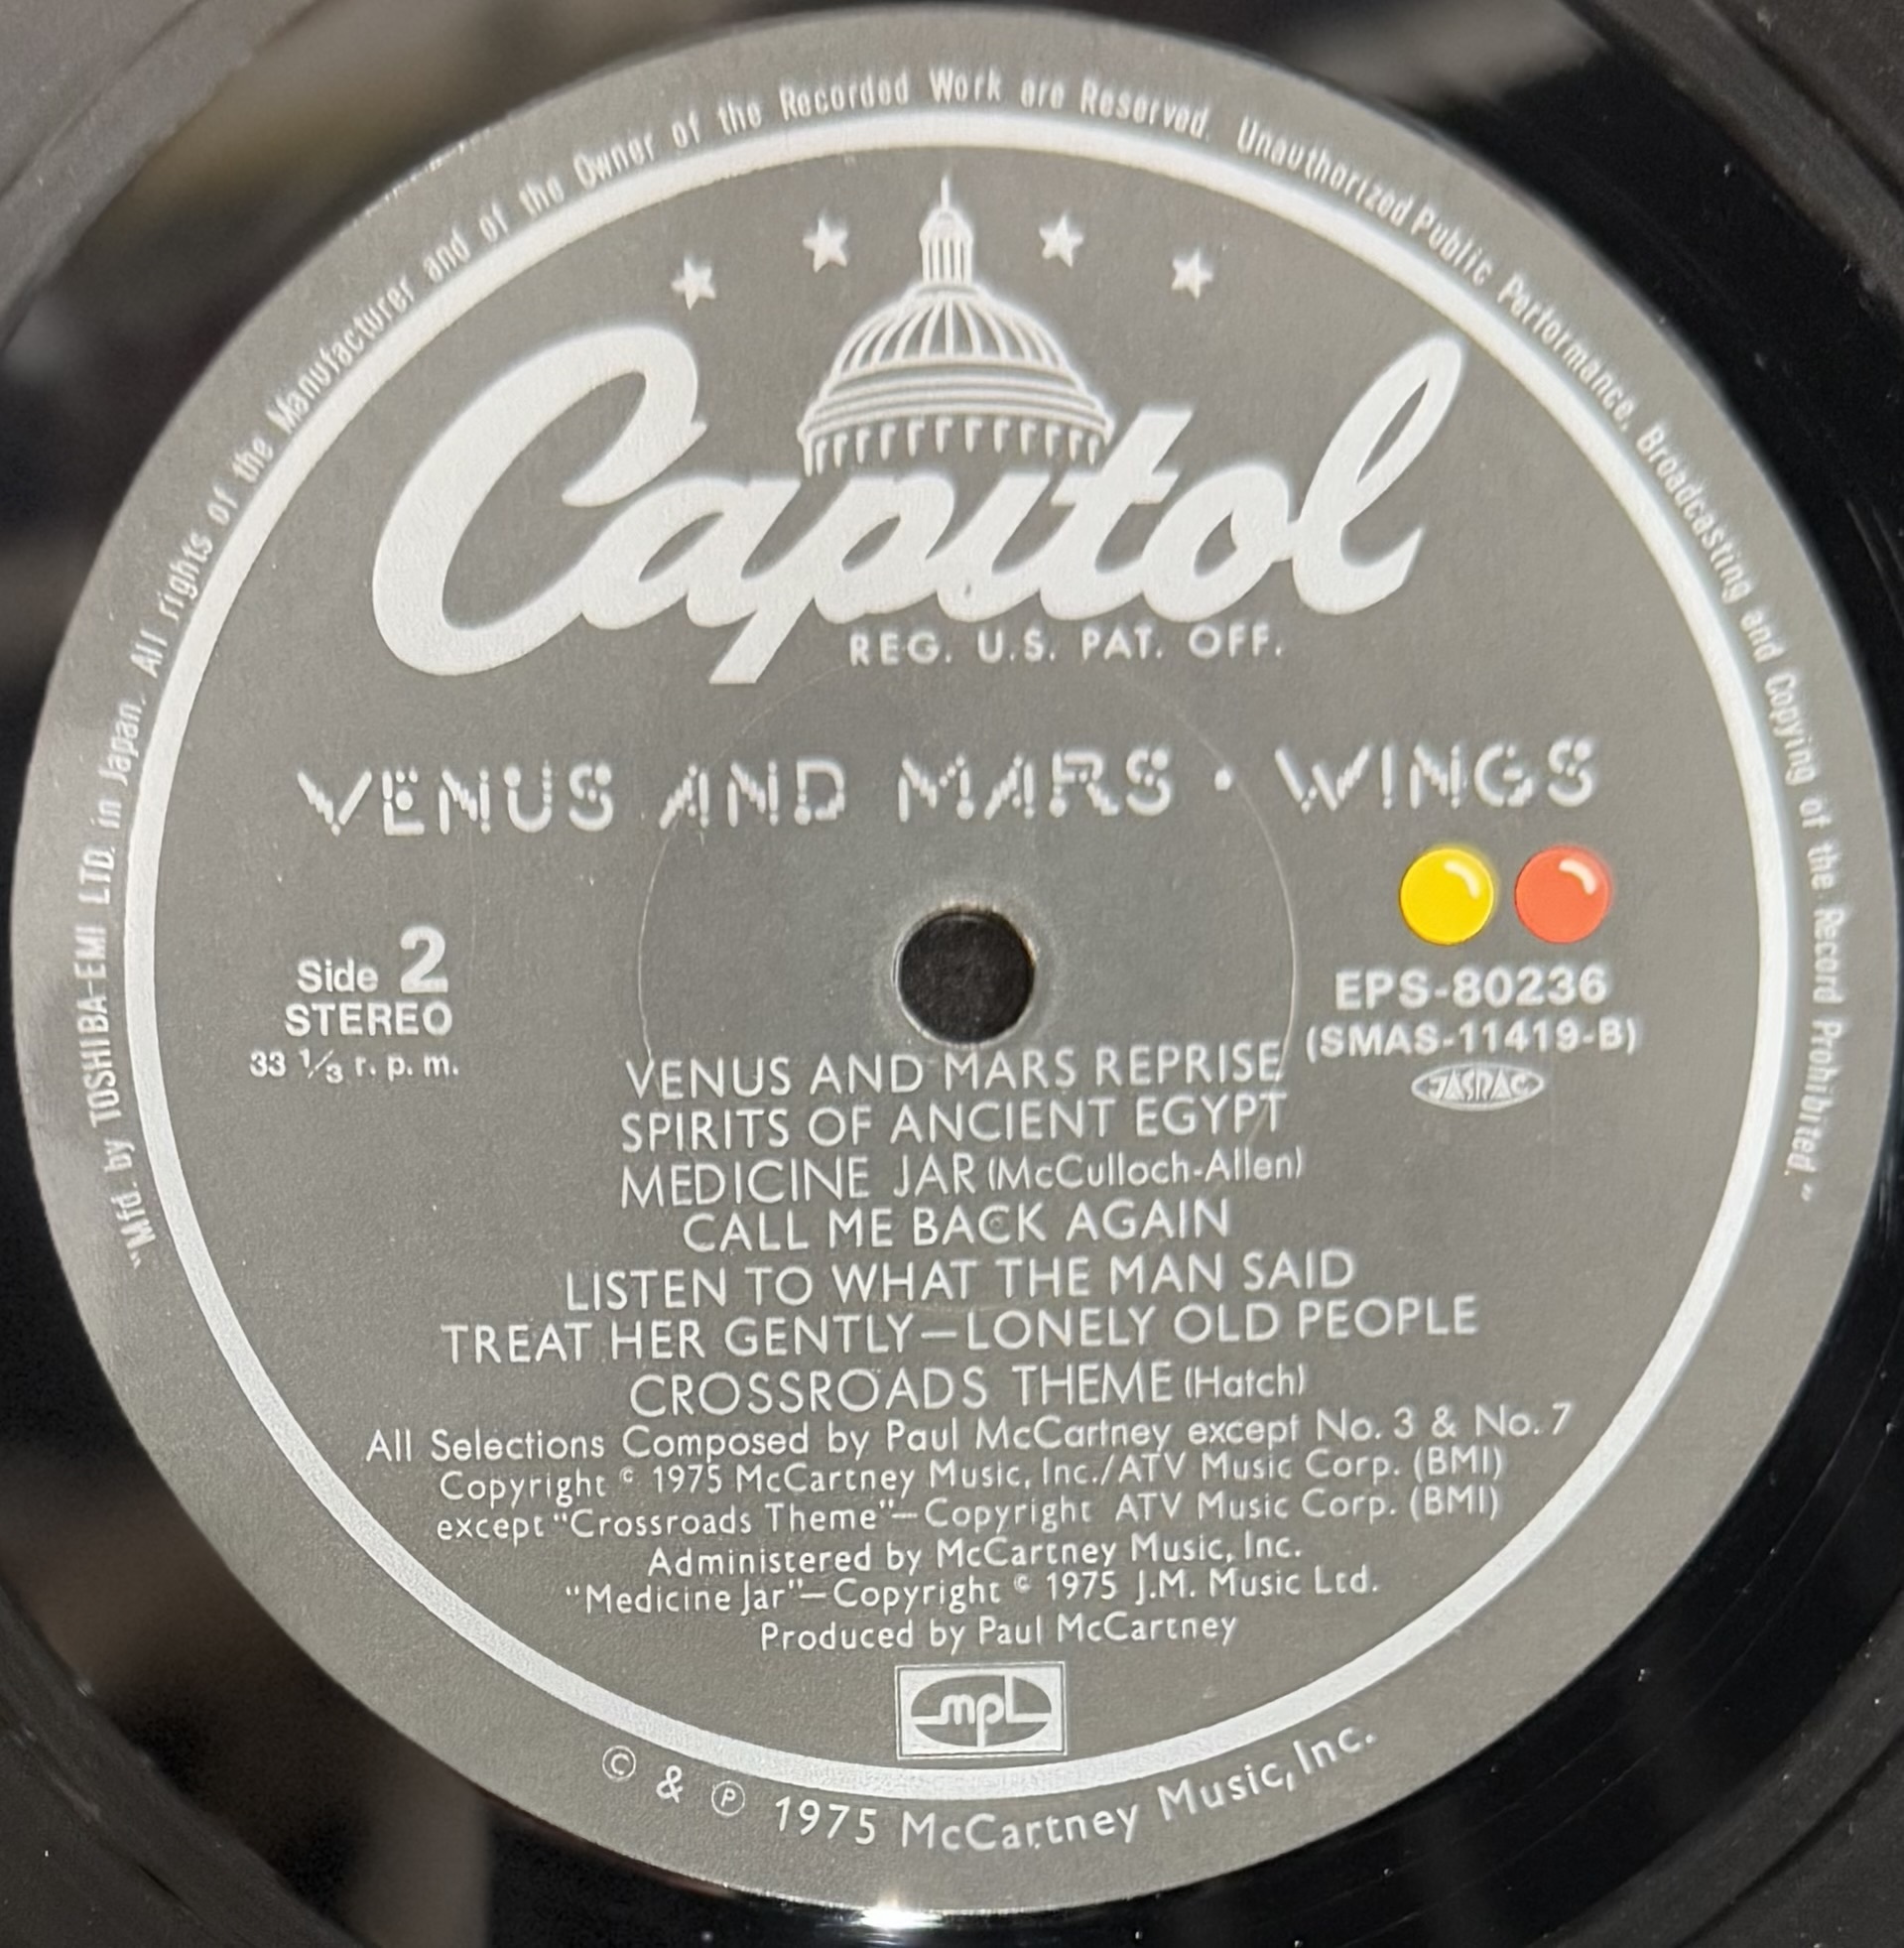 "Mfd. by TOSHIBA-EMI LTD. in Japan. All rights of the Manufacturer and of the Owner of the Recorded Work are Reserved. Unauthorized Public Performance, Broadcasting and Copying of the Record Prohibited."
Capitol
REG. U.S. PAT. OFF.
VENUS AND MARS · WINGS
Side 2
STEREO
33 1/3 r. p. m.
EPS-80236
(SMAS-11419-B)
JASRAC
VENUS AND MARS REPRISE
SPIRITS OF ANCIENT EGYPT
MEDICINE JAR (McCulloch-Allen)
CALL ME BACK AGAIN
LISTEN TO WHAT THE MAN SAID
TREAT HER GENTLY—LONELY OLD PEOPLE
CROSSROADS THEME (Hatch)
All Selections Composed by Paul McCartney except No. 3 & No. 7
Copyright © 1975 McCartney Music, Inc./ATV Music Corp. (BMI)
except "Crossroads Theme"—Copyright ATV Music Corp. (BMI)
Administered by McCartney Music, Inc.
"Medicine Jar"—Copyright © 1975 J.M. Music Ltd.
Produced by Paul McCartney
mpl
© & ℗ 1975 McCartney Music, Inc.